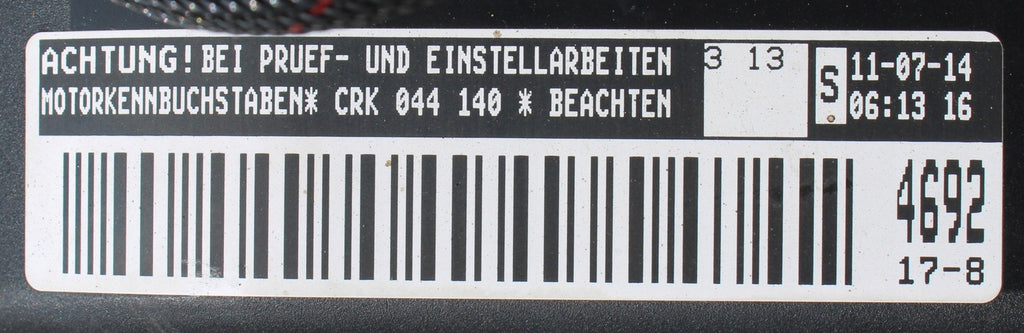 ACHTUNG! BEI PRUEF- UND EINSTELLARBEITEN
MOTORKENNBUCHSTABEN* CRK 044 140 * BEACHTEN
3 13
S
11-07-14
06:13 16
4692
17-8